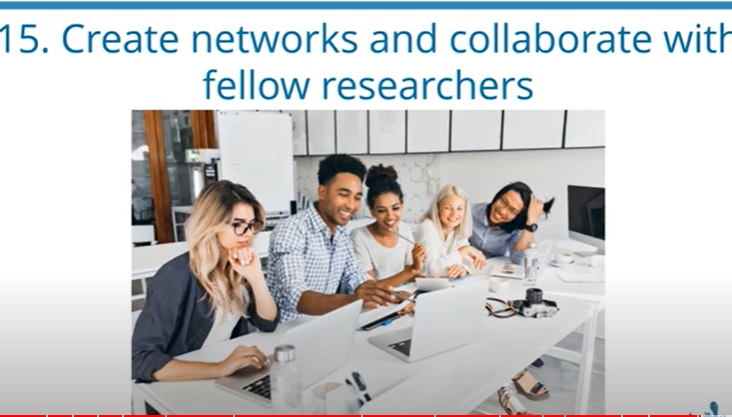 15. Create networks and collaborate with
fellow researchers